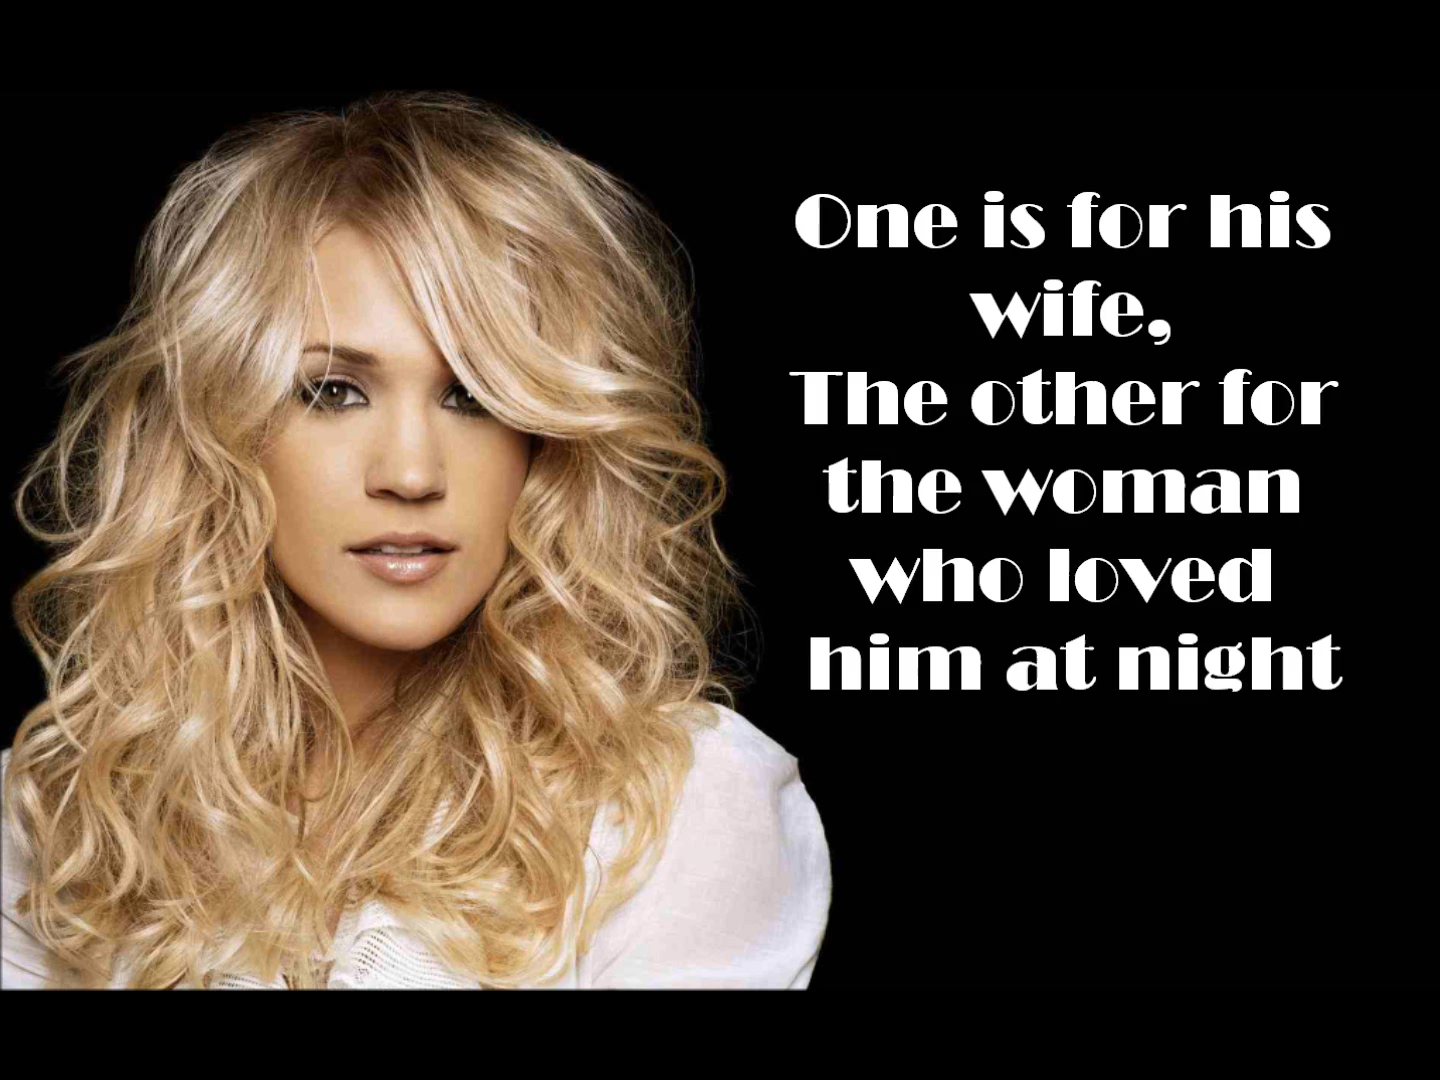 One is for his
wife,
The other for
the woman
who loved
him at night